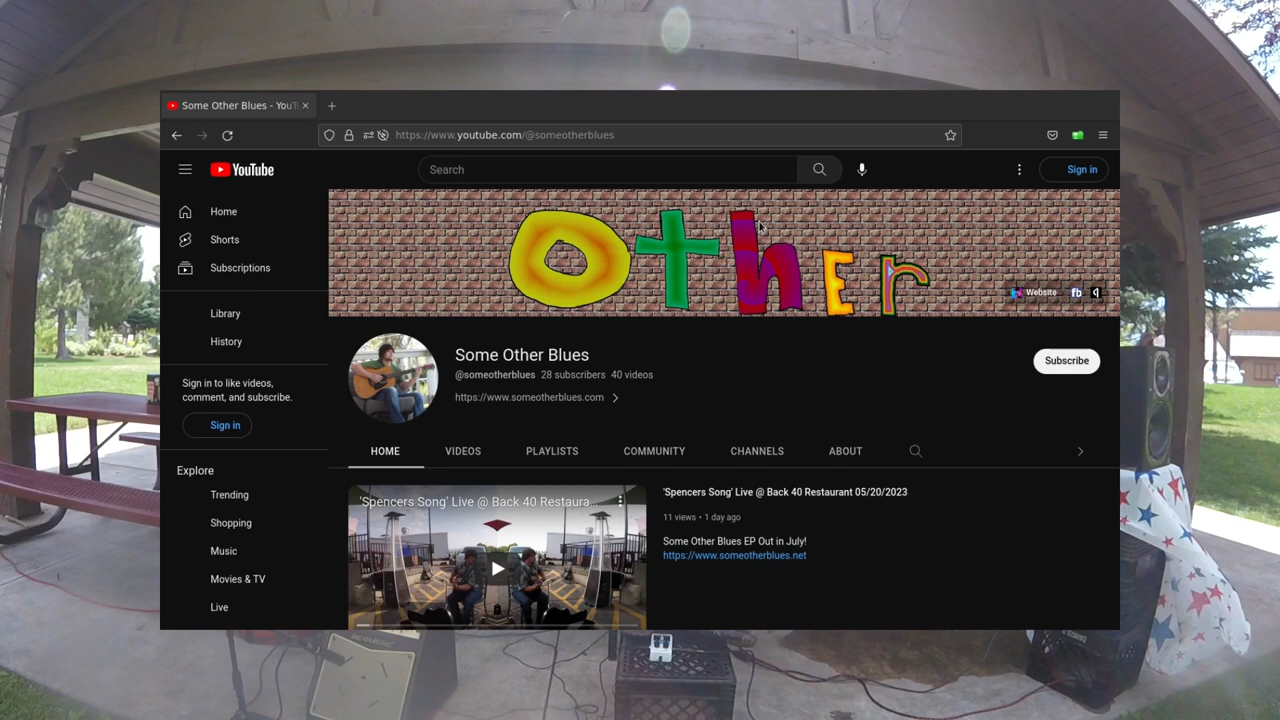 Some Other Blues - YouT
https://www.youtube.com/@someotherblues
YouTube
Search
Sign in
Home
Shorts
Subscriptions
Library
History
Sign in to like videos,
comment, and subscribe.
Sign in
Explore
Trending
Shopping
Music
Movies & TV
Live
OthEr
Website
fb
Some Other Blues
@someotherblues 28 subscribers 40 videos
https://www.someotherblues.com
Subscribe
HOME VIDEOS PLAYLISTS COMMUNITY CHANNELS ABOUT
'Spencers Song' Live @ Back 40 Restaura...
'Spencers Song' Live @ Back 40 Restaurant 05/20/2023
11 views • 1 day ago
Some Other Blues EP Out in July!
https://www.someotherblues.net
ACOUSTIC